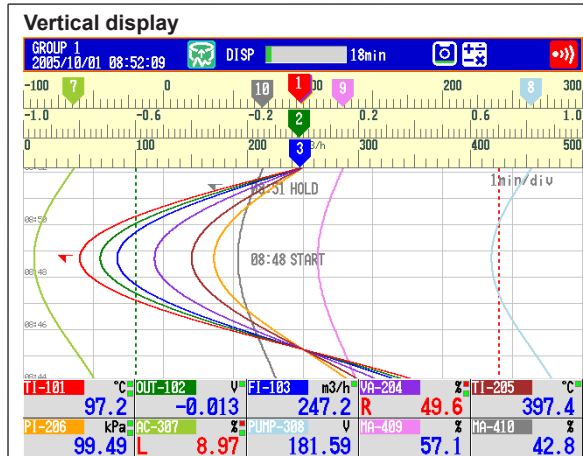 Vertical display
GROUP 1
2005/10/01 08:52:09
DISP
18min
-100 0 200 300
7 10 1 9 8
-1.0 -0.6 -0.2 0.2 0.6 1.0
2
0 100 200 400 500
3
1min/div
08:51 HOLD
08:50
08:48 START
08:48
08:46
08:44
TI-101 °C OUT-102 V FI-103 m3/h VA-204 % TI-205 °C
97.2 -0.013 247.2 R 49.6 397.4
PI-206 kPa AC-307 % PUMP-308 V MA-409 % MA-410 %
99.49 L 8.97 181.59 57.1 42.8